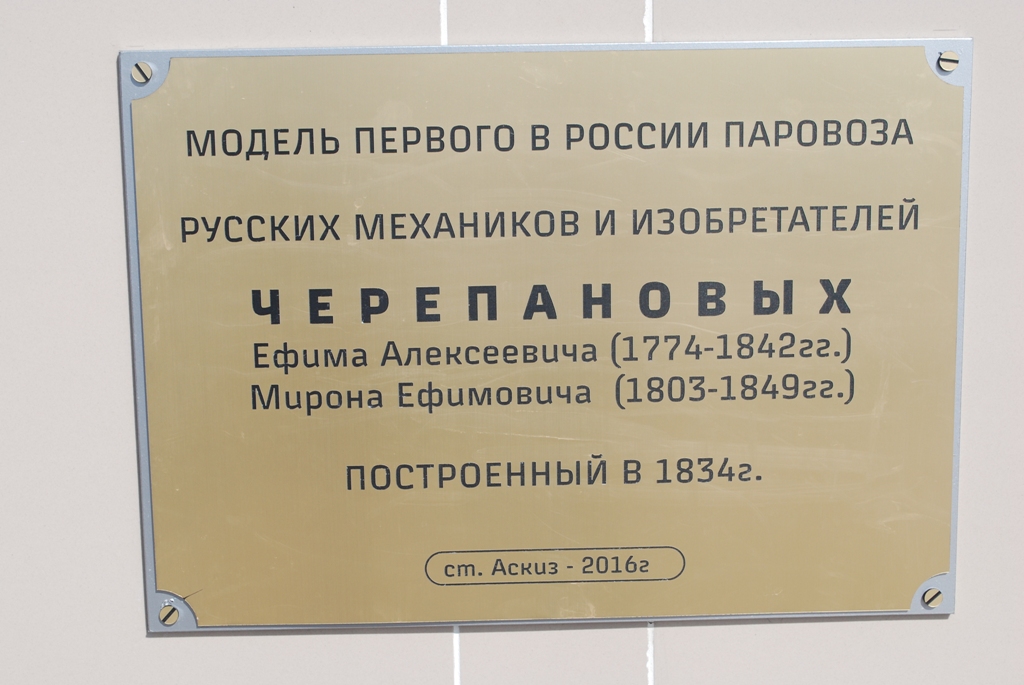 МОДЕЛЬ ПЕРВОГО В РОССИИ ПАРОВОЗА
РУССКИХ МЕХАНИКОВ И ИЗОБРЕТАТЕЛЕЙ
ЧЕРЕПАНОВЫХ
Ефима Алексеевича (1774-1842гг.)
Мирона Ефимовича (1803-1849гг.)
ПОСТРОЕННЫЙ В 1834г.
ст. Аскиз - 2016г